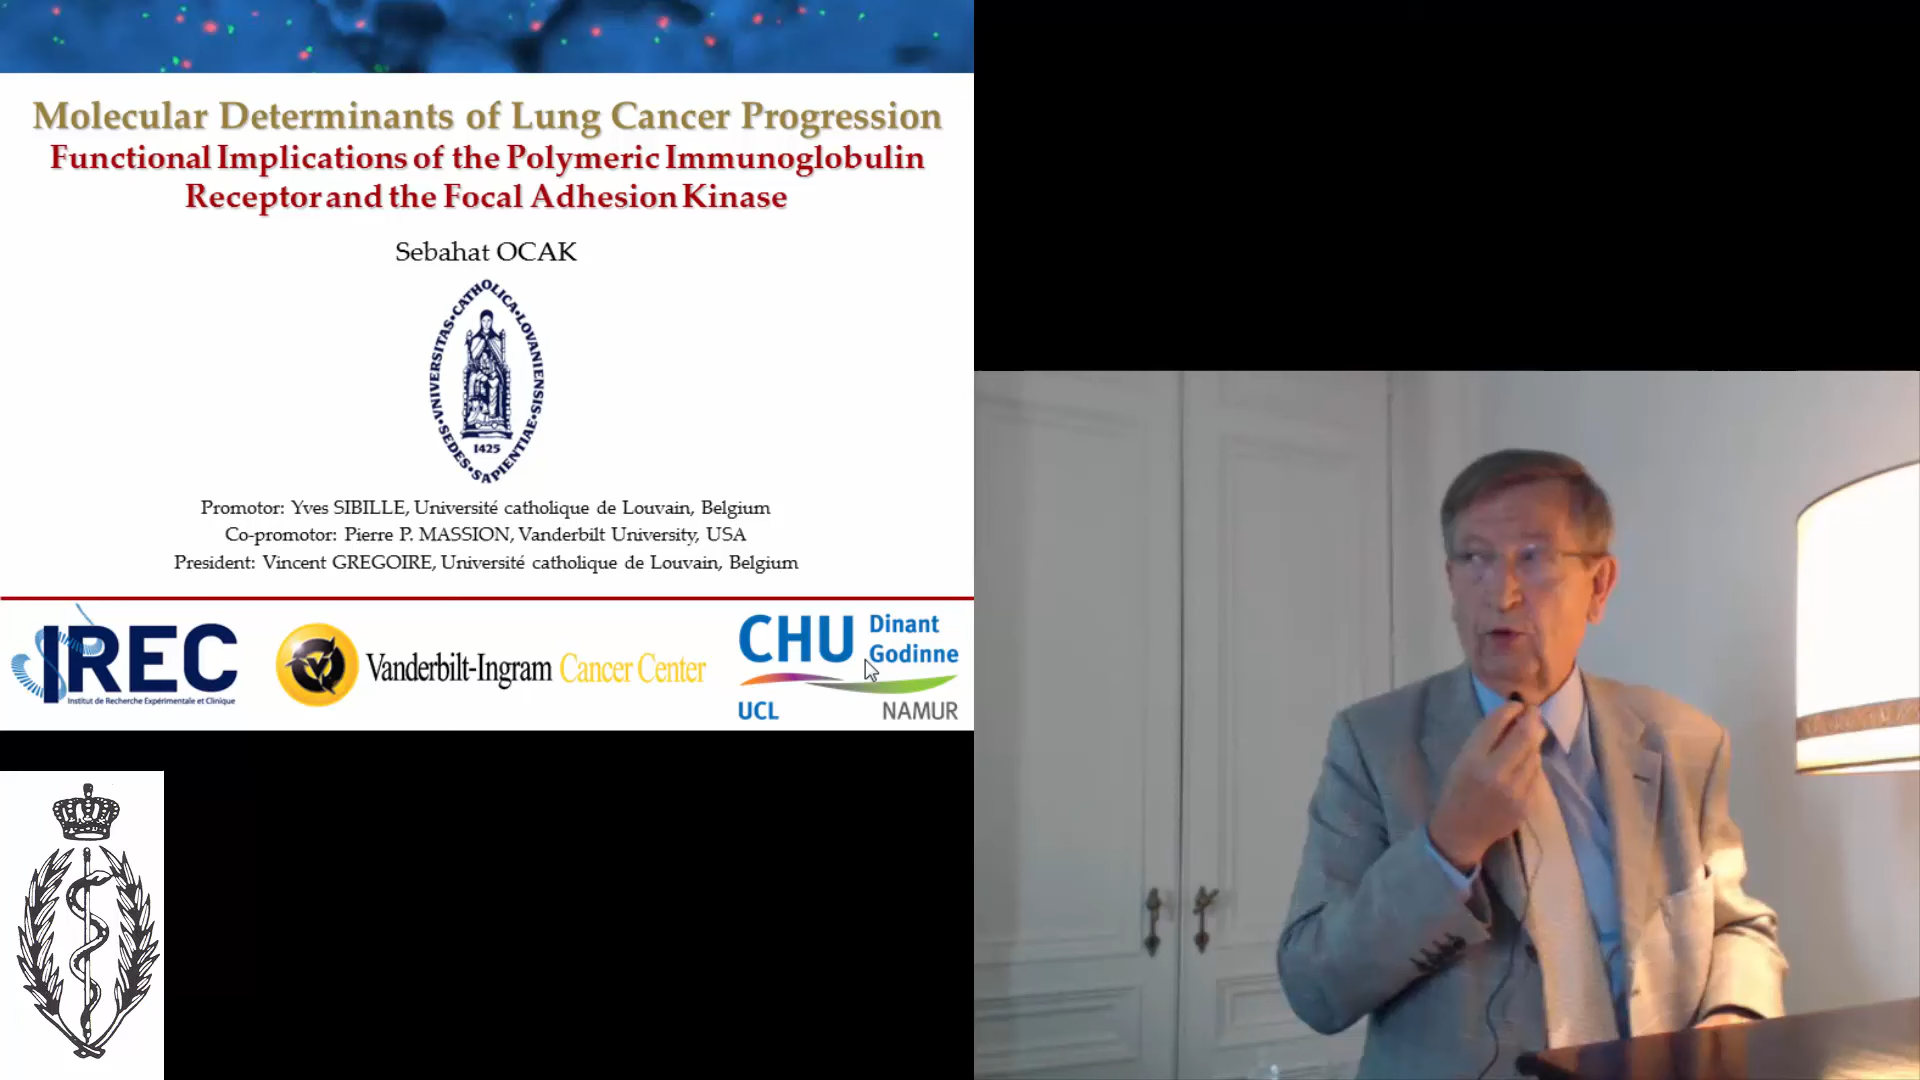 Molecular Determinants of Lung Cancer Progression
Functional Implications of the Polymeric Immunoglobulin
Receptor and the Focal Adhesion Kinase
Sebahat OCAK
VNIVERSITAS•CATHOLICA•LOVANIENSIS•SEDES•SAPIENTIAE•
1425
Promotor: Yves SIBILLE, Université catholique de Louvain, Belgium
Co-promotor: Pierre P. MASSION, Vanderbilt University, USA
President: Vincent GREGOIRE, Université catholique de Louvain, Belgium
IREC
Institut de Recherche Expérimentale et Clinique
V
Vanderbilt-Ingram Cancer Center
CHU Dinant
Godinne
UCL NAMUR